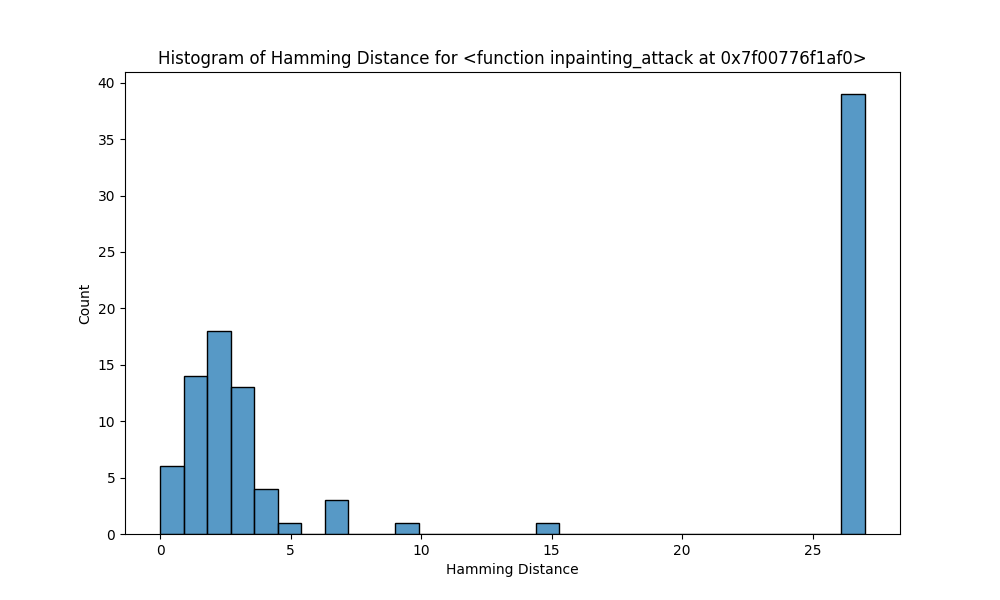 Histogram of Hamming Distance for <function inpainting_attack at 0x7f00776f1af0>
40
35
30
25
20
15
10
5
0
Count
0 5 10 15 20 25
Hamming Distance